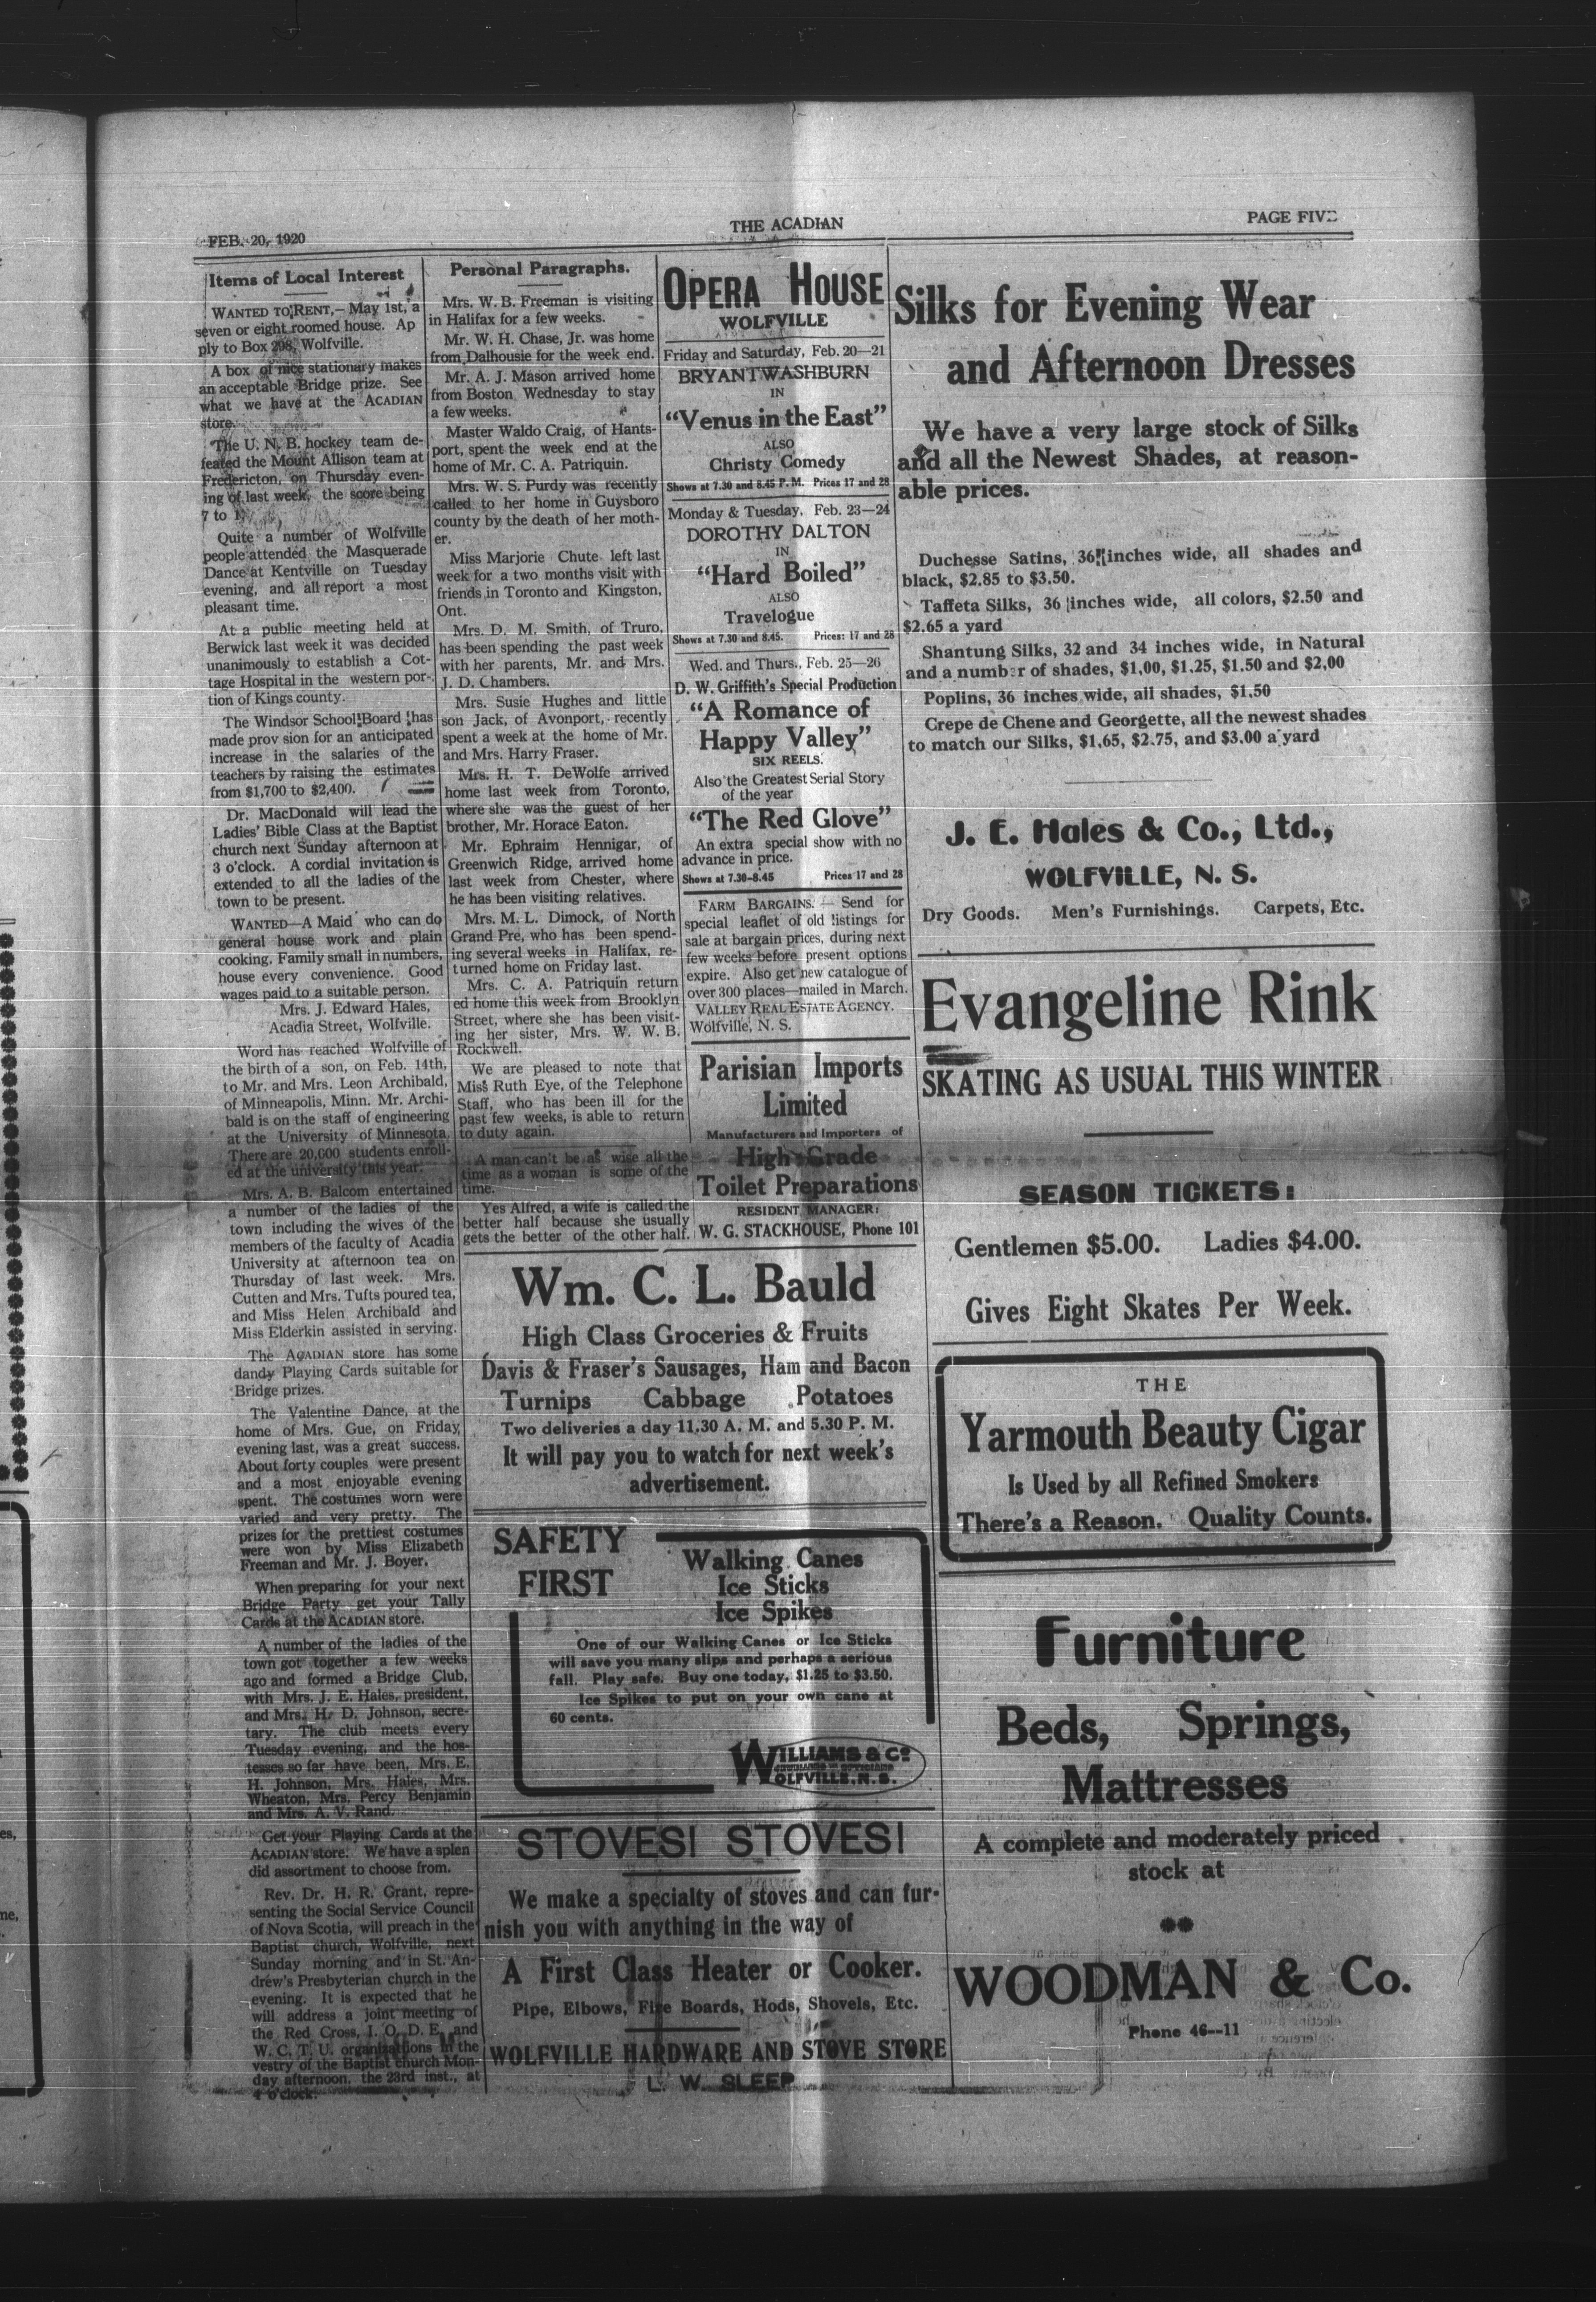 FEB. 20, 1920
THE ACADIAN
PAGE FIVE
Items of Local Interest
WANTED TO RENT,— May 1st, a
seven or eight roomed house. Ap
ply to Box 298, Wolfville.
A box of nice stationary makes
an acceptable Bridge prize. See
what we have at the ACADIAN
store.
The U. N. B. hockey team de-
feated the Mount Allison team at
Fredericton, on Thursday even-
ing of last week, the score being
7 to 1.
Quite a number of Wolfville
people attended the Masquerade
Dance at Kentville on Tuesday
evening, and all report a most
pleasant time.
At a public meeting held at
Berwick last week it was decided
unanimously to establish a Cot-
tage Hospital in the western por-
tion of Kings county.
The Windsor School Board has
made prov sion for an anticipated
increase in the salaries of the
teachers by raising the estimates
from $1,700 to $2,400.
Dr. MacDonald will lead the
Ladies' Bible Class at the Baptist
church next Sunday afternoon at
3 o'clock. A cordial invitation is
extended to all the ladies of the
town to be present.
WANTED—A Maid who can do
general house work and plain
cooking. Family small in numbers,
house every convenience. Good
wages paid to a suitable person.
Mrs. J. Edward Hales,
Acadia Street, Wolfville.
Word has reached Wolfville of
the birth of a son, on Feb. 14th,
to Mr. and Mrs. Leon Archibald,
of Minneapolis, Minn. Mr. Archi-
bald is on the staff of engineering
at the University of Minnesota.
There are 20,000 students enroll-
ed at the university this year.
Mrs. A. B. Balcom entertained
a number of the ladies of the
town including the wives of the
members of the faculty of Acadia
University at afternoon tea on
Thursday of last week. Mrs.
Cutten and Mrs. Tufts poured tea,
and Miss Helen Archibald and
Miss Elderkin assisted in serving.
The ACADIAN store has some
dandy Playing Cards suitable for
Bridge prizes.
The Valentine Dance, at the
home of Mrs. Gue, on Friday
evening last, was a great success.
About forty couples were present
and a most enjoyable evening
spent. The costumes worn were
varied and very pretty. The
prizes for the prettiest costumes
were won by Miss Elizabeth
Freeman and Mr. J. Boyer.
When preparing for your next
Bridge Party get your Tally
Cards at the ACADIAN store.
A number of the ladies of the
town got together a few weeks
ago and formed a Bridge Club,
with Mrs. J. E. Hales, president,
and Mrs. H. D. Johnson, secre-
tary. The club meets every
Tuesday evening, and the hos-
tesses so far have been, Mrs. E.
H. Johnson, Mrs. Hales, Mrs.
Wheaton, Mrs. Percy Benjamin
and Mrs. A. V. Rand.
Get your Playing Cards at the
ACADIAN store. We have a splen
did assortment to choose from.
Rev. Dr. H. R. Grant, repre-
senting the Social Service Council
of Nova Scotia, will preach in the
Baptist church, Wolfville, next
Sunday morning and in St. An-
drew's Presbyterian church in the
evening. It is expected that he
will address a joint meeting of
the Red Cross, I. O. D. E. and
W. C. T. U. organizations in the
vestry of the Baptist church Mon-
day afternoon, the 23rd inst., at
4 o'clock.
Personal Paragraphs.
Mrs. W. B. Freeman is visiting
in Halifax for a few weeks.
Mr. W. H. Chase, Jr. was home
from Dalhousie for the week end.
Mr. A. J. Mason arrived home
from Boston Wednesday to stay
a few weeks.
Master Waldo Craig, of Hants-
port, spent the week end at the
home of Mr. C. A. Patriquin.
Mrs. W. S. Purdy was recently
called to her home in Guysboro
county by the death of her moth-
er.
Miss Marjorie Chute left last
week for a two months visit with
friends in Toronto and Kingston,
Ont.
Mrs. D. M. Smith, of Truro,
has been spending the past week
with her parents, Mr. and Mrs.
J. D. Chambers.
Mrs. Susie Hughes and little
son Jack, of Avonport, recently
spent a week at the home of Mr.
and Mrs. Harry Fraser.
Mrs. H. T. DeWolfe arrived
home last week from Toronto,
where she was the guest of her
brother, Mr. Horace Eaton.
Mr. Ephraim Hennigar, of
Greenwich Ridge, arrived home
last week from Chester, where
he has been visiting relatives.
Mrs. M. L. Dimock, of North
Grand Pre, who has been spend-
ing several weeks in Halifax, re-
turned home on Friday last.
Mrs. C. A. Patriquin return
ed home this week from Brooklyn
Street, where she has been visit-
ing her sister, Mrs. W. W. B.
Rockwell.
We are pleased to note that
Miss Ruth Eye, of the Telephone
Staff, who has been ill for the
past few weeks, is able to return
to duty again.
A man can't be as wise all the
time as a woman is some of the
time.
Yes Alfred, a wife is called the
better half because she usually
gets the better of the other half.
OPERA HOUSE
WOLFVILLE
Friday and Saturday, Feb. 20—21
BRYANT WASHBURN
IN
"Venus in the East"
ALSO
Christy Comedy
Shows at 7.30 and 8.45 P. M. Prices 17 and 28
Monday & Tuesday, Feb. 23—24
DOROTHY DALTON
IN
"Hard Boiled"
ALSO
Travelogue
Shows at 7.30 and 8.45. Prices: 17 and 28
Wed. and Thurs., Feb. 25—26
D. W. Griffith's Special Production
"A Romance of
Happy Valley"
SIX REELS.
Also the Greatest Serial Story
of the year
"The Red Glove"
An extra special show with no
advance in price.
Shows at 7.30-8.45 Prices 17 and 28
FARM BARGAINS. — Send for
special leaflet of old listings for
sale at bargain prices, during next
few weeks before present options
expire. Also get new catalogue of
over 300 places—mailed in March.
VALLEY REAL ESTATE AGENCY.
Wolfville, N. S.
Parisian Imports
Limited
Manufacturers and Importers of
High Grade
Toilet Preparations
RESIDENT MANAGER:
W. G. STACKHOUSE, Phone 101
Wm. C. L. Bauld
High Class Groceries & Fruits
Davis & Fraser's Sausages, Ham and Bacon
Turnips Cabbage Potatoes
Two deliveries a day 11.30 A. M. and 5.30 P. M.
It will pay you to watch for next week's
advertisement.
SAFETY
FIRST
Walking Canes
Ice Sticks
Ice Spikes
One of our Walking Canes or Ice Sticks
will save you many slips and perhaps a serious
fall. Play safe. Buy one today, $1.25 to $3.50.
Ice Spikes to put on your own cane at
60 cents.
WILLIAMS & Co
WOLFVILLE, N. S.
STOVES! STOVES!
We make a specialty of stoves and can fur-
nish you with anything in the way of
A First Class Heater or Cooker.
Pipe, Elbows, Fire Boards, Hods, Shovels, Etc.
WOLFVILLE HARDWARE AND STOVE STORE
L. W. SLEEP
Silks for Evening Wear
and Afternoon Dresses
We have a very large stock of Silks
and all the Newest Shades, at reason-
able prices.
Duchesse Satins, 36 inches wide, all shades and
black, $2.85 to $3.50.
Taffeta Silks, 36 inches wide, all colors, $2.50 and
$2.65 a yard
Shantung Silks, 32 and 34 inches wide, in Natural
and a number of shades, $1,00, $1.25, $1.50 and $2,00
Poplins, 36 inches wide, all shades, $1.50
Crepe de Chene and Georgette, all the newest shades
to match our Silks, $1.65, $2.75, and $3.00 a yard
J. E. Hales & Co., Ltd.,
WOLFVILLE, N. S.
Dry Goods. Men's Furnishings. Carpets, Etc.
Evangeline Rink
SKATING AS USUAL THIS WINTER
SEASON TICKETS:
Gentlemen $5.00. Ladies $4.00.
Gives Eight Skates Per Week.
THE
Yarmouth Beauty Cigar
Is Used by all Refined Smokers
There's a Reason. Quality Counts.
Furniture
Beds, Springs,
Mattresses
A complete and moderately priced
stock at
WOODMAN & Co.
Phone 46--11